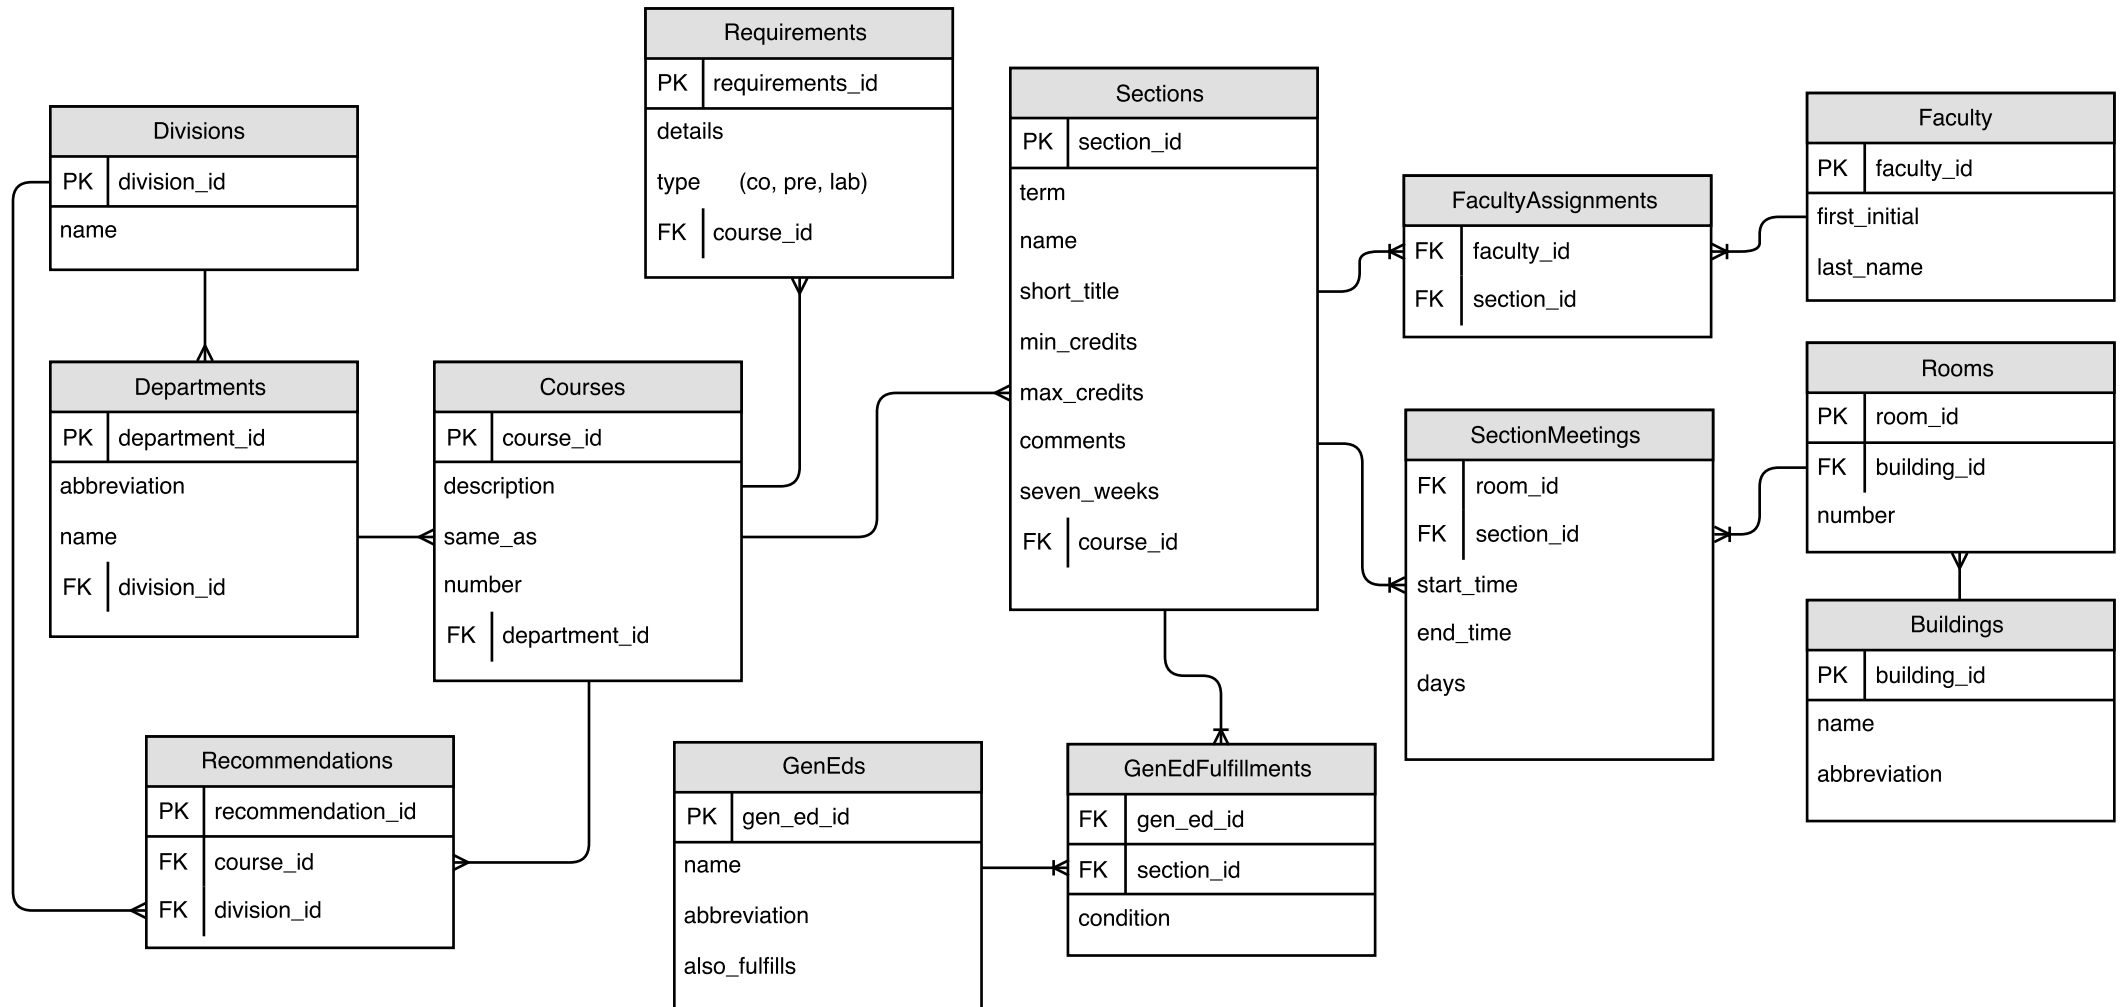 Requirements
PK requirements_id
details
type (co, pre, lab)
FK course_id
Sections
PK section_id
term
name
short_title
min_credits
max_credits
comments
seven_weeks
FK course_id
Faculty
PK faculty_id
first_initial
last_name
Divisions
PK division_id
name
FacultyAssignments
FK faculty_id
FK section_id
Departments
PK department_id
abbreviation
name
FK division_id
Courses
PK course_id
description
same_as
number
FK department_id
SectionMeetings
FK room_id
FK section_id
start_time
end_time
days
Rooms
PK room_id
FK building_id
number
Buildings
PK building_id
name
abbreviation
Recommendations
PK recommendation_id
FK course_id
FK division_id
GenEds
PK gen_ed_id
name
abbreviation
also_fulfills
GenEdFulfillments
FK gen_ed_id
FK section_id
condition